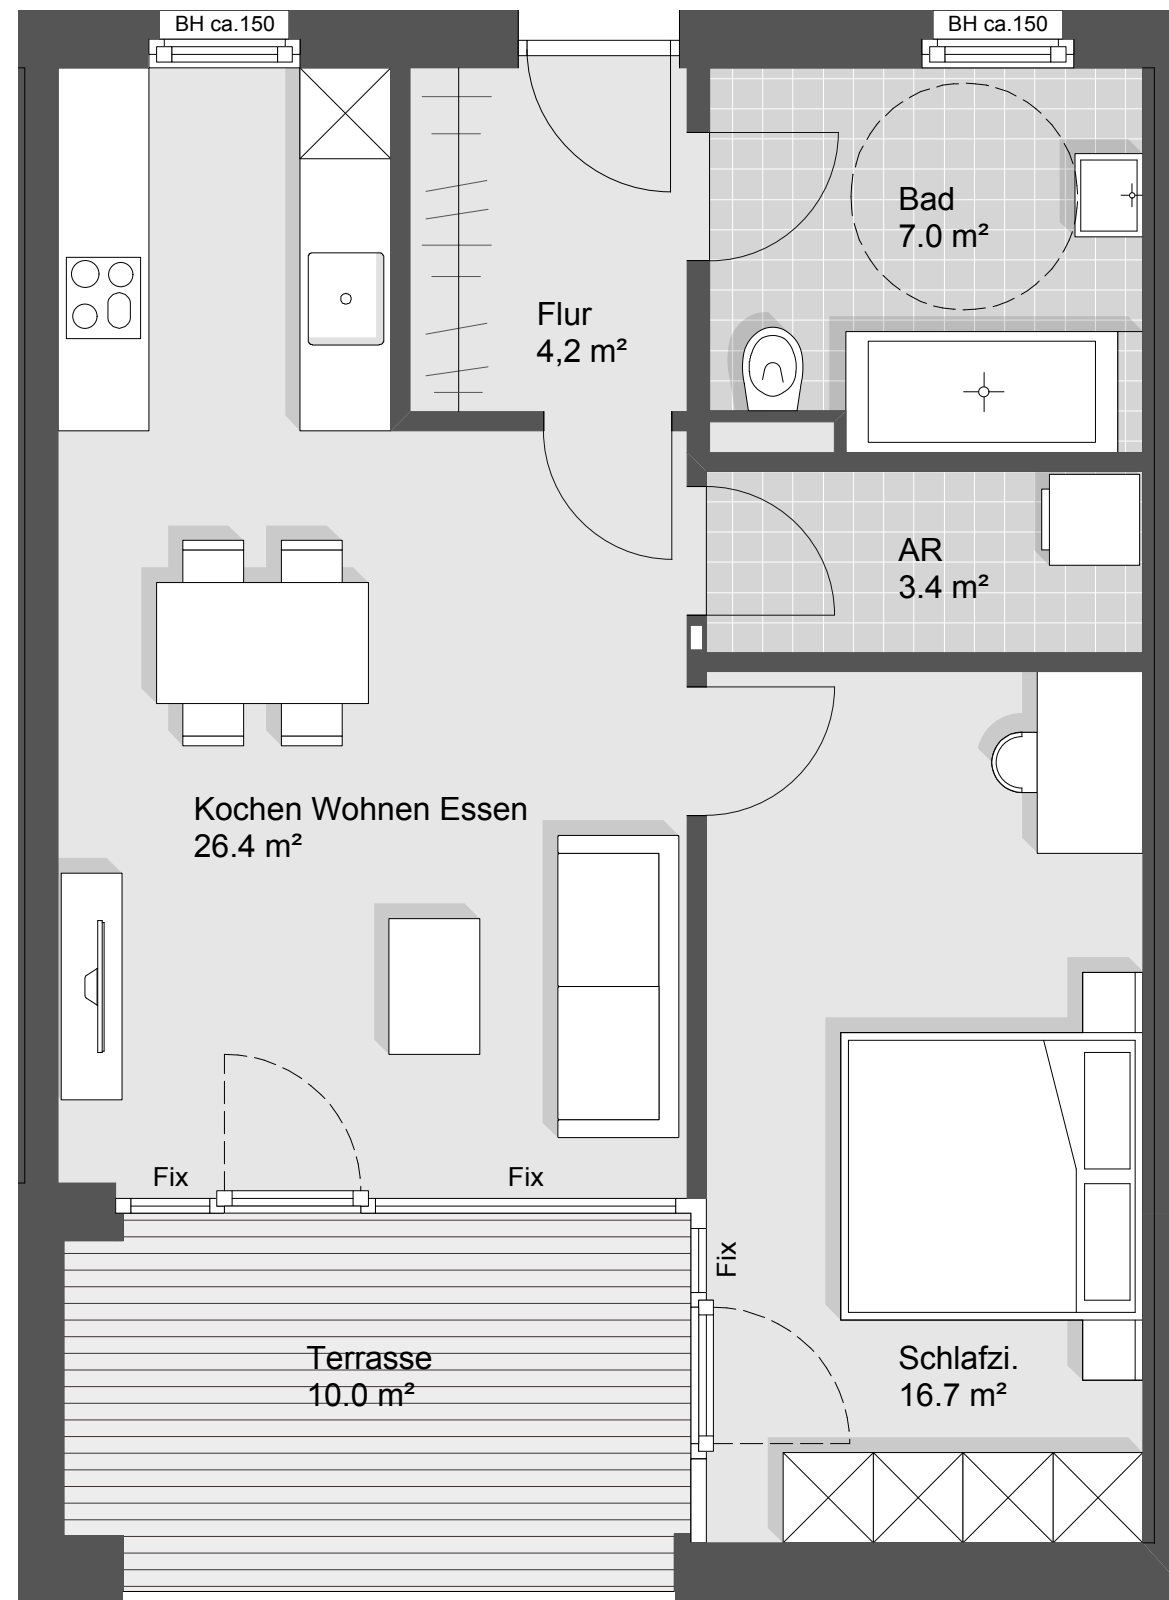 BH ca.150
BH ca.150
Bad
7.0 m²
Flur
4,2 m²
AR
3.4 m²
Kochen Wohnen Essen
26.4 m²
Fix
Fix
Fix
Terrasse
10.0 m²
Schlafzi.
16.7 m²